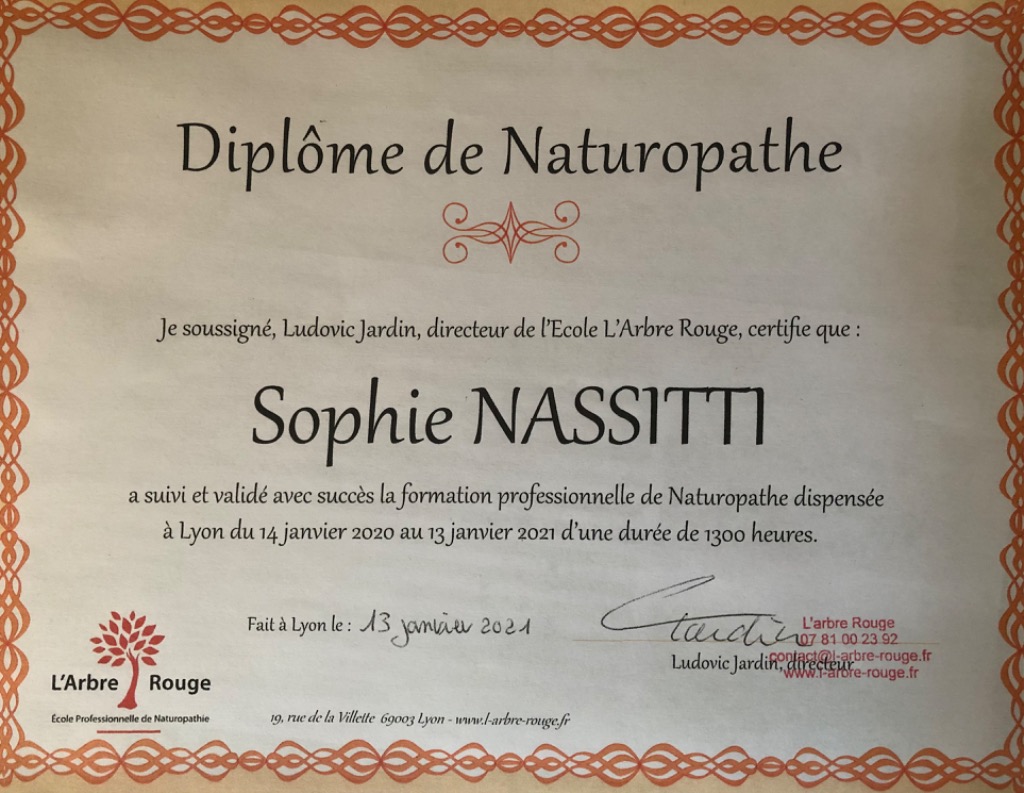 Diplôme de Naturopathe
Je soussigné, Ludovic Jardin, directeur de l'Ecole L'Arbre Rouge, certifie que :
Sophie NASSITTI
a suivi et validé avec succès la formation professionnelle de Naturopathe dispensée
à Lyon du 14 janvier 2020 au 13 janvier 2021 d'une durée de 1300 heures.
Fait à Lyon le : 13 janvier 2021
Jardin
L'arbre Rouge
07 81 00 23 92
contact@l-arbre-rouge.fr
www.l-arbre-rouge.fr
Ludovic Jardin, directeur
L'Arbre Rouge
École Professionnelle de Naturopathie
19, rue de la Villette 69003 Lyon - www.l-arbre-rouge.fr